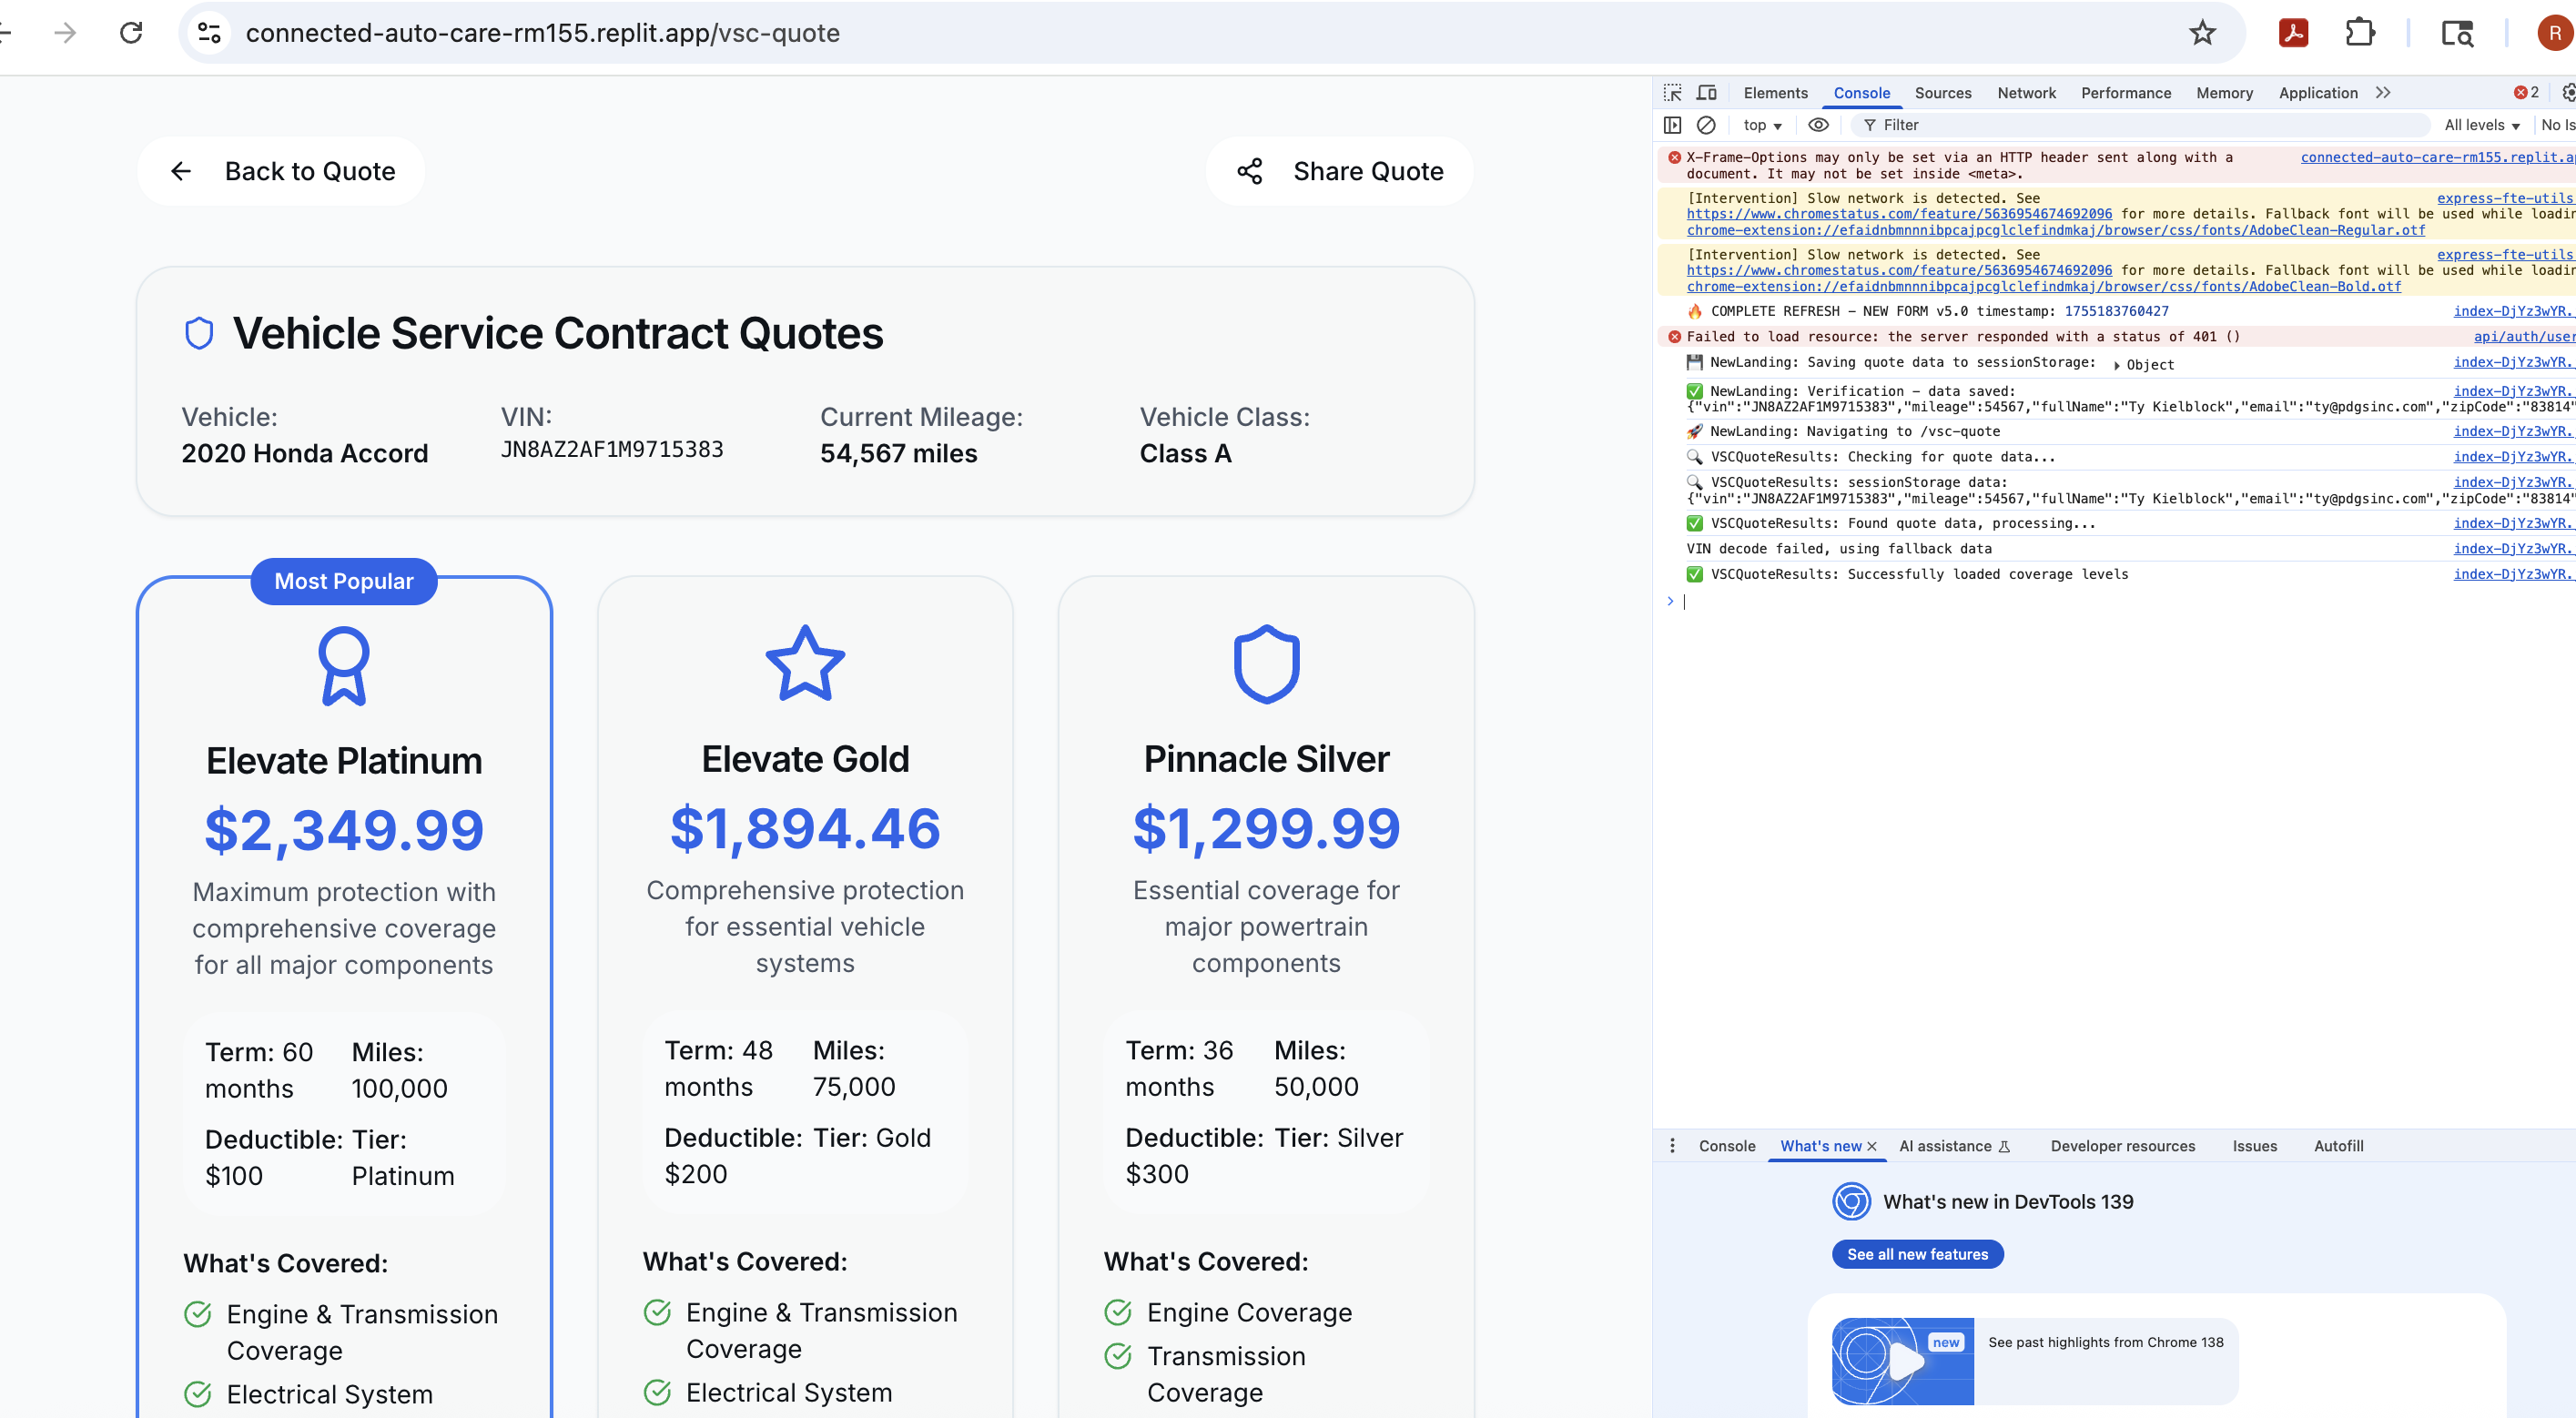 connected-auto-care-rm155.replit.app/vsc-quote
R
Back to Quote
Share Quote
Vehicle Service Contract Quotes
Vehicle:
2020 Honda Accord
VIN:
JN8AZ2AF1M9715383
Current Mileage:
54,567 miles
Vehicle Class:
Class A
Most Popular
Elevate Platinum
$2,349.99
Maximum protection with
comprehensive coverage
for all major components
Term: 60
months
Miles:
100,000
Deductible:
$100
Tier:
Platinum
What's Covered:
Engine & Transmission
Coverage
Electrical System
Elevate Gold
$1,894.46
Comprehensive protection
for essential vehicle
systems
Term: 48
months
Miles:
75,000
Deductible:
$200
Tier: Gold
What's Covered:
Engine & Transmission
Coverage
Electrical System
Pinnacle Silver
$1,299.99
Essential coverage for
major powertrain
components
Term: 36
months
Miles:
50,000
Deductible:
$300
Tier: Silver
What's Covered:
Engine Coverage
Transmission
Coverage
Elements Console Sources Network Performance Memory Application 2
top Filter All levels No Is
X-Frame-Options may only be set via an HTTP header sent along with a connected-auto-care-rm155.replit.ap
document. It may not be set inside <meta>.
[Intervention] Slow network is detected. See express-fte-utils.
https://www.chromestatus.com/feature/5636954674692096 for more details. Fallback font will be used while loadin
chrome-extension://efaidnbmnnnibpcajpcglclefindmkaj/browser/css/fonts/AdobeClean-Regular.otf
[Intervention] Slow network is detected. See express-fte-utils.
https://www.chromestatus.com/feature/5636954674692096 for more details. Fallback font will be used while loadin
chrome-extension://efaidnbmnnnibpcajpcglclefindmkaj/browser/css/fonts/AdobeClean-Bold.otf
🔥 COMPLETE REFRESH - NEW FORM v5.0 timestamp: 1755183760427 index-DjYz3wYR.
Failed to load resource: the server responded with a status of 401 () api/auth/user
💾 NewLanding: Saving quote data to sessionStorage: ▸ Object index-DjYz3wYR.
✅ NewLanding: Verification - data saved: index-DjYz3wYR.
{"vin":"JN8AZ2AF1M9715383","mileage":54567,"fullName":"Ty Kielblock","email":"ty@pdgsinc.com","zipCode":"83814"
🚀 NewLanding: Navigating to /vsc-quote index-DjYz3wYR.
🔍 VSCQuoteResults: Checking for quote data... index-DjYz3wYR.
🔍 VSCQuoteResults: sessionStorage data: index-DjYz3wYR.
{"vin":"JN8AZ2AF1M9715383","mileage":54567,"fullName":"Ty Kielblock","email":"ty@pdgsinc.com","zipCode":"83814"
✅ VSCQuoteResults: Found quote data, processing... index-DjYz3wYR.
VIN decode failed, using fallback data index-DjYz3wYR.
✅ VSCQuoteResults: Successfully loaded coverage levels index-DjYz3wYR.
Console What's new AI assistance Developer resources Issues Autofill
What's new in DevTools 139
See all new features
new
See past highlights from Chrome 138